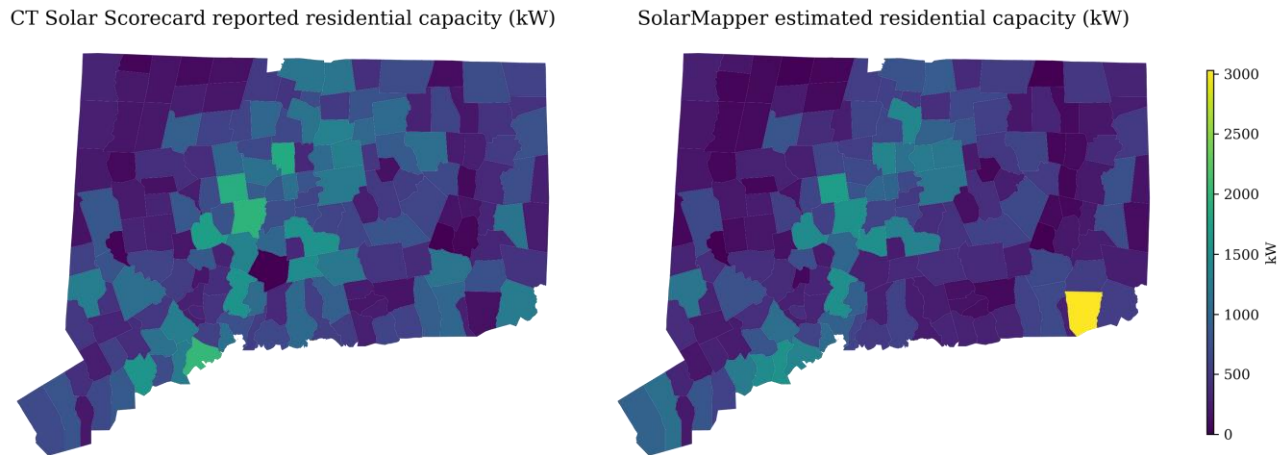 CT Solar Scorecard reported residential capacity (kW)
SolarMapper estimated residential capacity (kW)
3000
2500
2000
1500
1000
500
0
kW